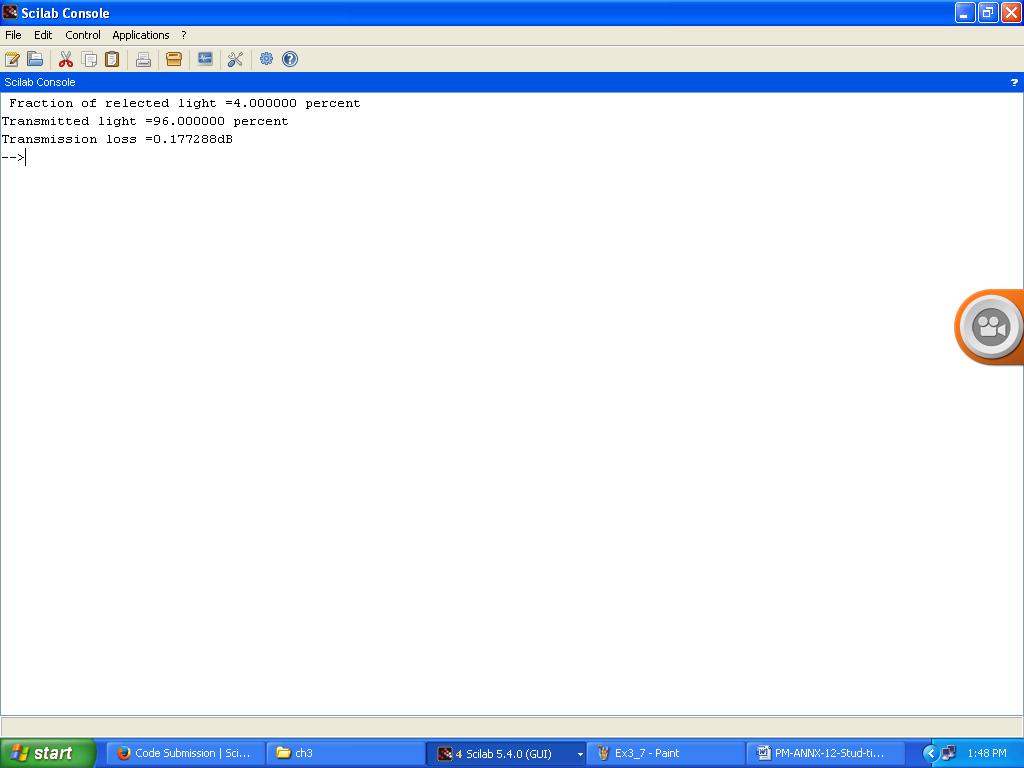 Scilab Console
File Edit Control Applications ?
Scilab Console ?
Fraction of relected light =4.000000 percent
Transmitted light =96.000000 percent
Transmission loss =0.177288dB
-->
start Code Submission | Sci... ch3 4 Scilab 5.4.0 (GUI) Ex3_7 - Paint PM-ANNX-12-Stud-ti... 1:48 PM